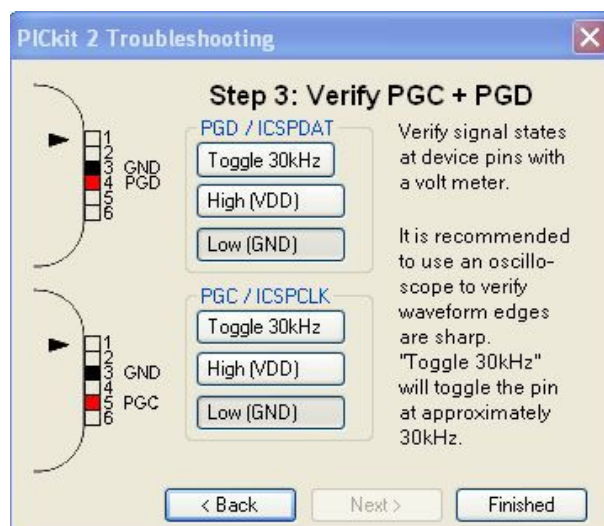 PICkit 2 Troubleshooting
Step 3: Verify PGC + PGD
1
2
3 GND
4 PGD
5
6
PGD / ICSPDAT
Toggle 30kHz
High (VDD)
Low (GND)
1
2
3 GND
4
5 PGC
6
PGC / ICSPCLK
Toggle 30kHz
High (VDD)
Low (GND)
Verify signal states
at device pins with
a volt meter.
It is recommended
to use an oscillo-
scope to verify
waveform edges
are sharp.
"Toggle 30kHz"
will toggle the pin
at approximately
30kHz.
< Back
Next >
Finished